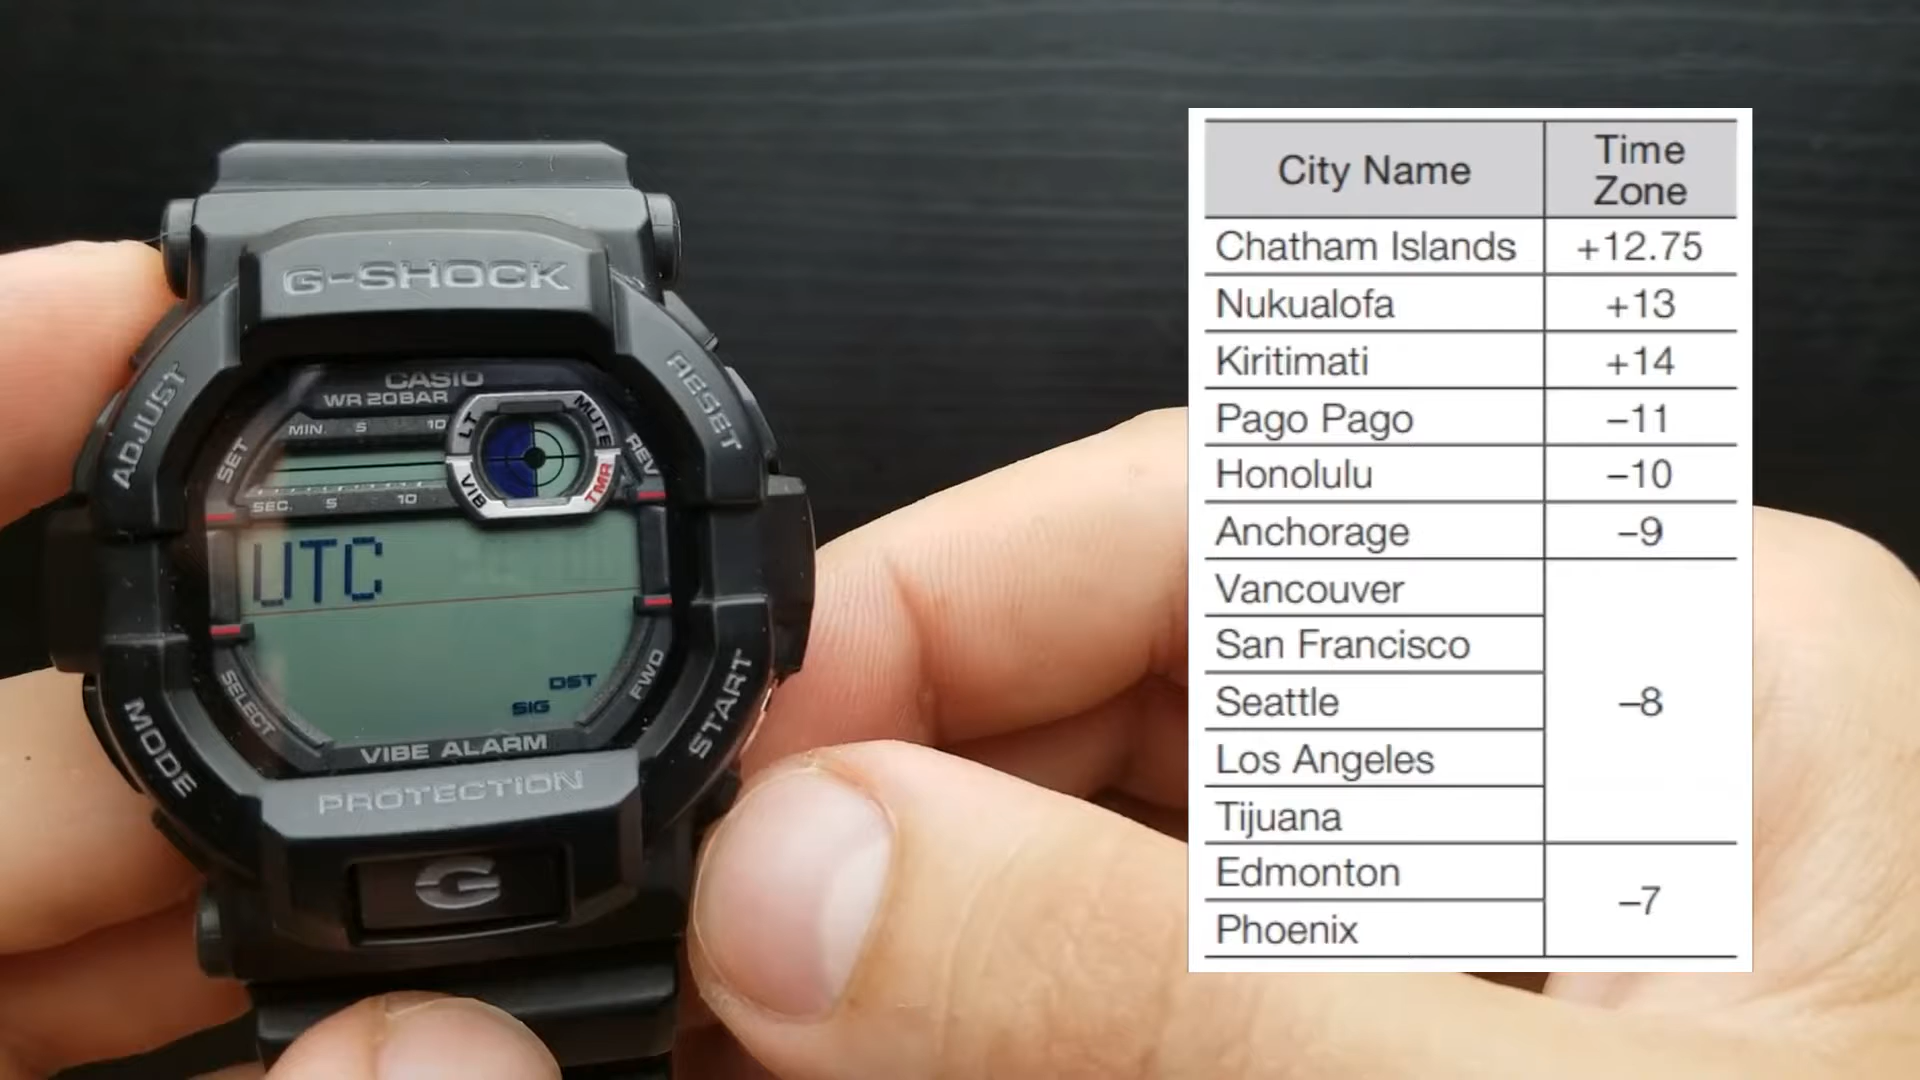 G-SHOCK
ADJUST
RESET
CASIO
WR 20BAR
MIN. 5 10
LT
MUTE
SET
REV
VIB
TMR
SEC. 5 10
UTC
DST
SIG
SELECT
FWD
MODE
START
VIBE ALARM
PROTECTION
G
City Name Time Zone
Chatham Islands +12.75
Nukualofa +13
Kiritimati +14
Pago Pago –11
Honolulu –10
Anchorage –9
Vancouver
San Francisco
Seattle –8
Los Angeles
Tijuana
Edmonton
–7
Phoenix